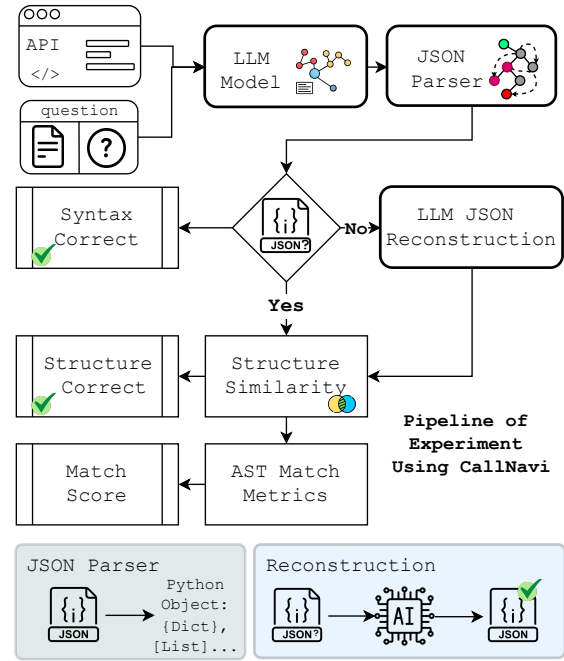 API
</>
question
?
LLM
Model
JSON
Parser
Syntax
Correct
{i}
JSON?
No
LLM JSON
Reconstruction
Yes
Structure
Correct
Structure
Similarity
Match
Score
AST Match
Metrics
Pipeline of
Experiment
Using CallNavi
JSON Parser
{i}
JSON
Python
Object:
{Dict},
[List]...
Reconstruction
{i}
JSON?
AI
{i}
JSON